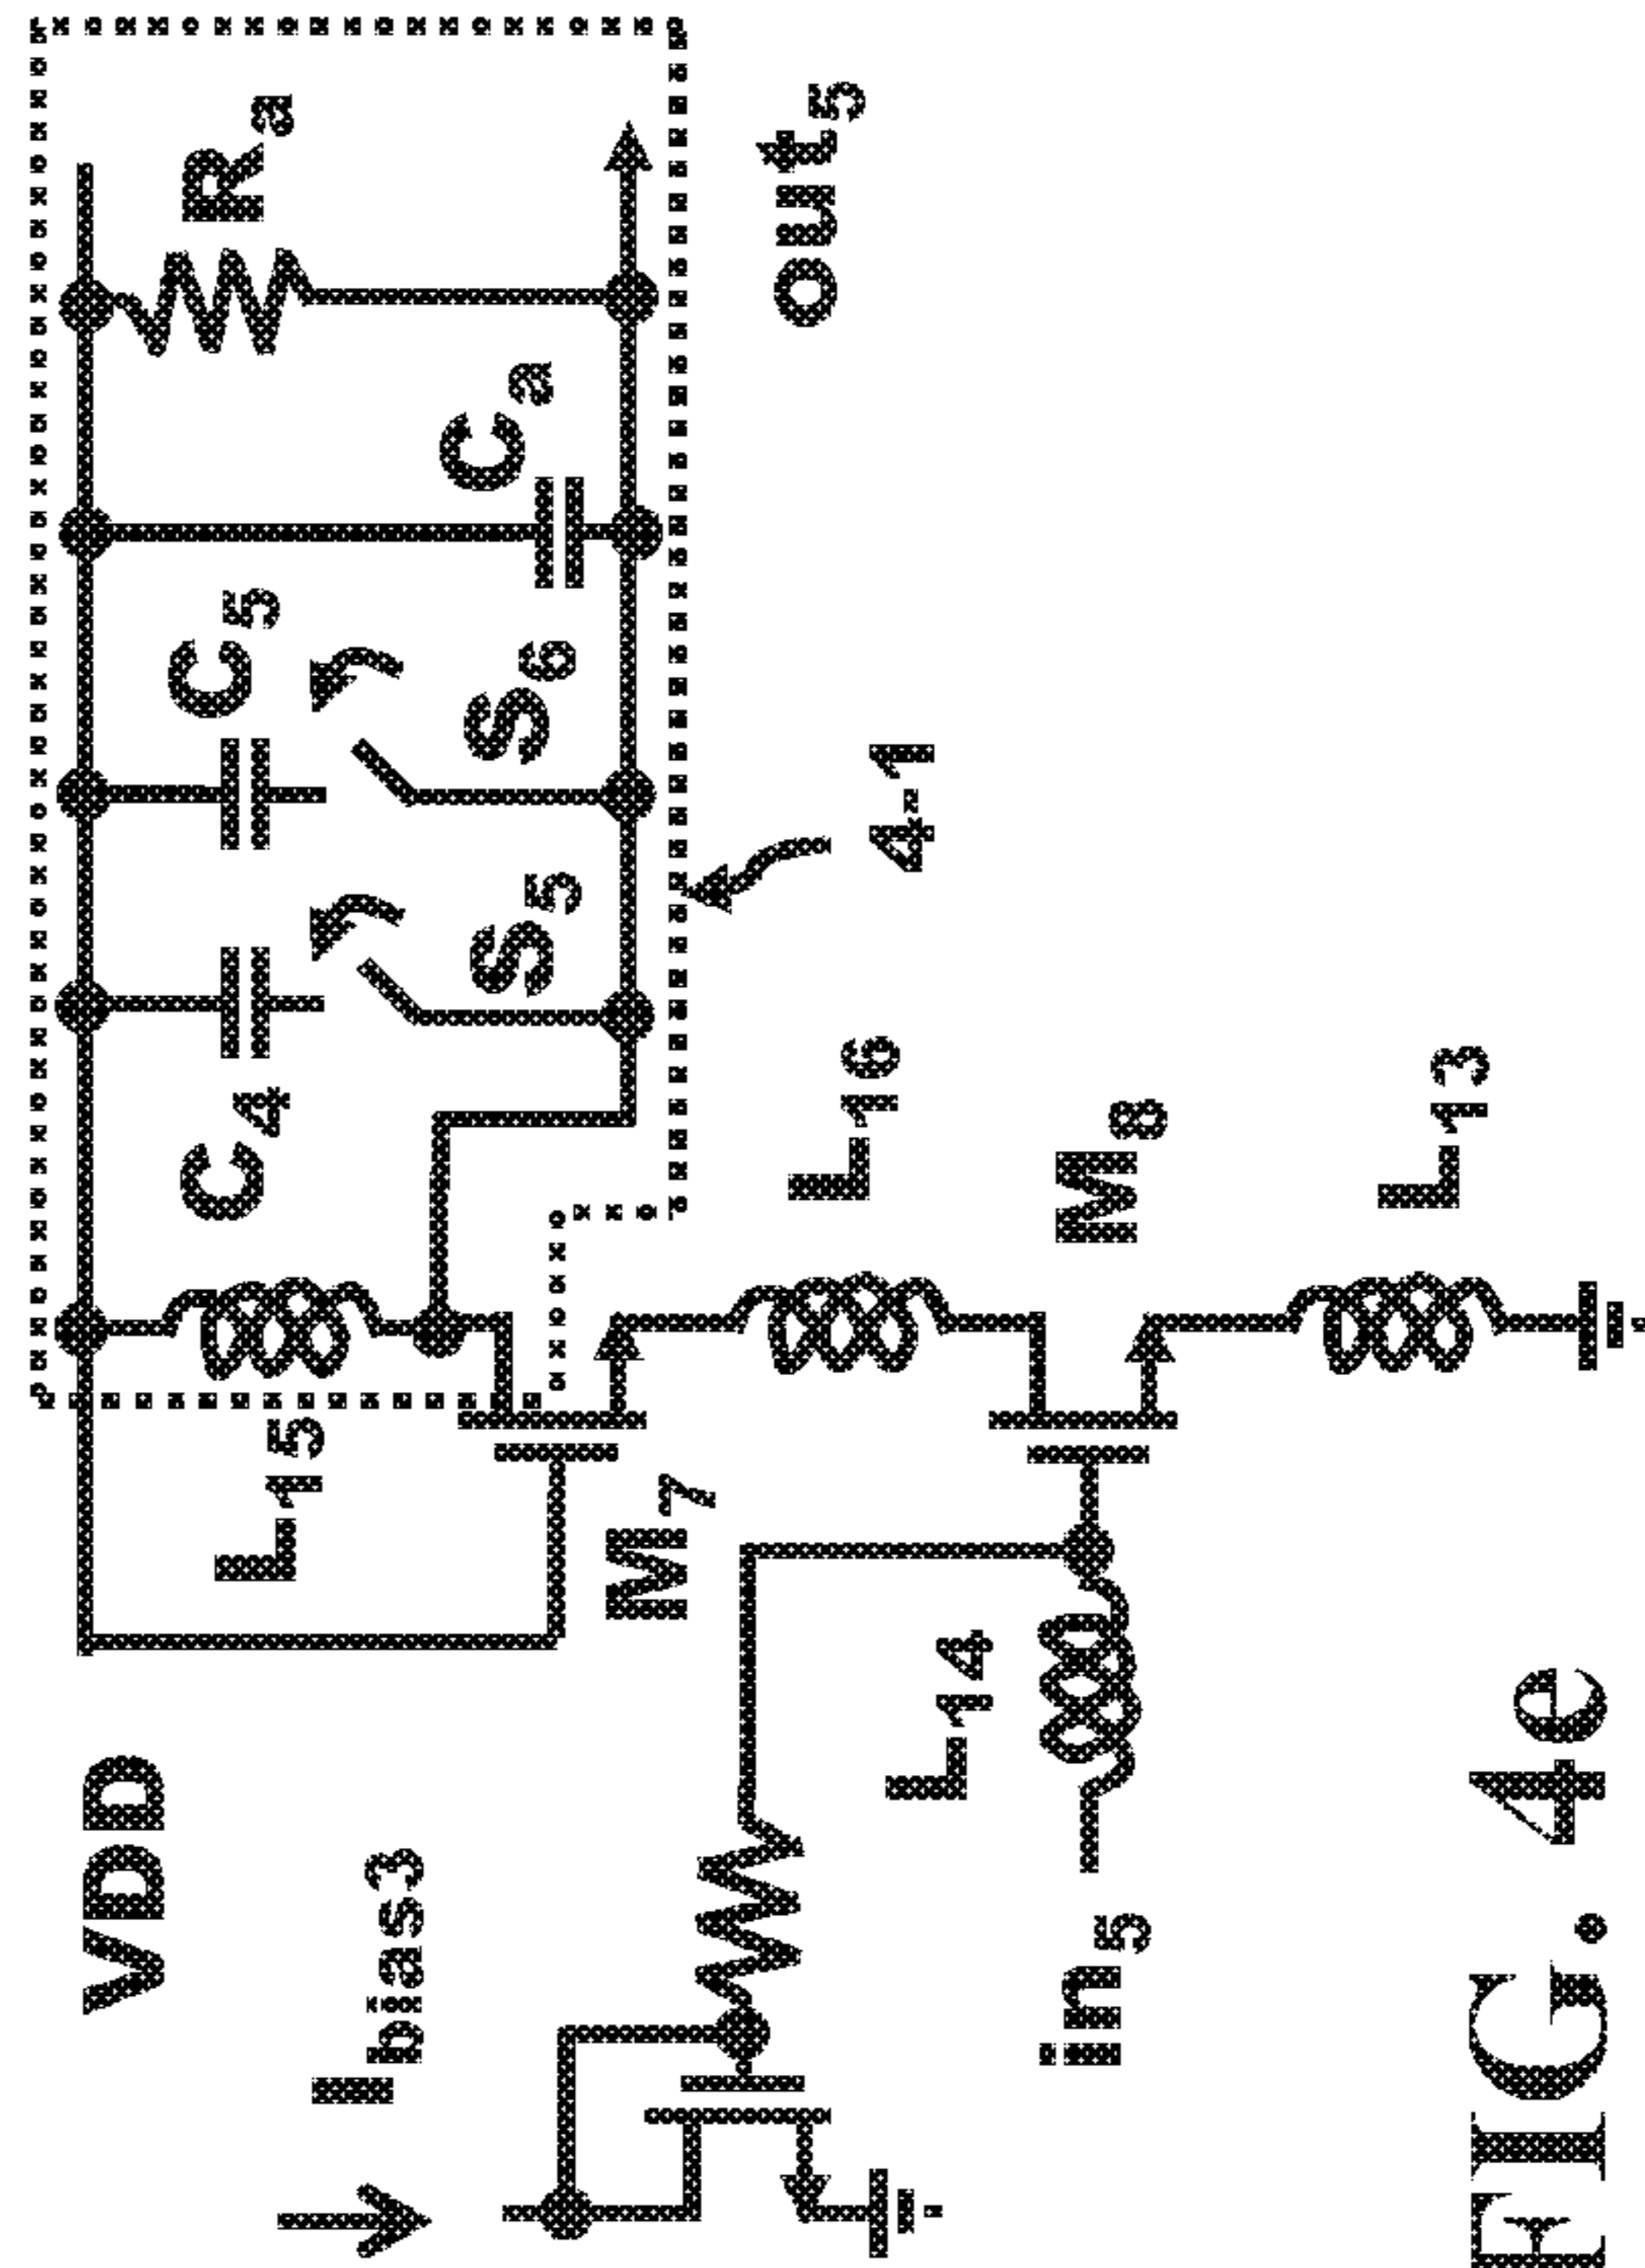 VDD
I bias3
L15
C4
C5
Ra
S5
S6
Ca
M7
4-1
out5
L16
L14
M8
in5
L13
FIG. 4e